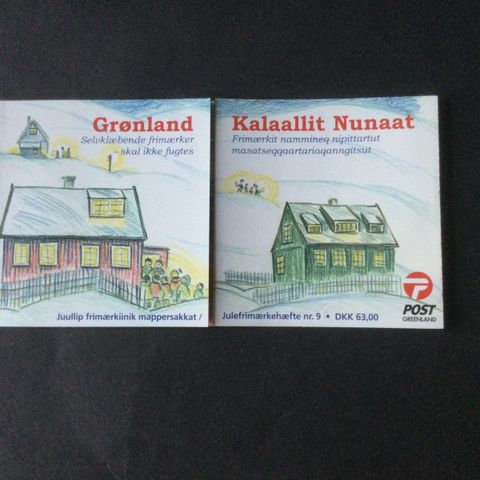 Grønland
Selvklæbende frimærker
- skal ikke fugtes
Juullip frimærkiinik mappersakkat /
Kalaallit Nunaat
Frimærkit nammineq nipittartut
masatseqqaartariaqanngitsut
Julefrimærkehæfte nr. 9 • DKK 63,00
POST
GREENLAND